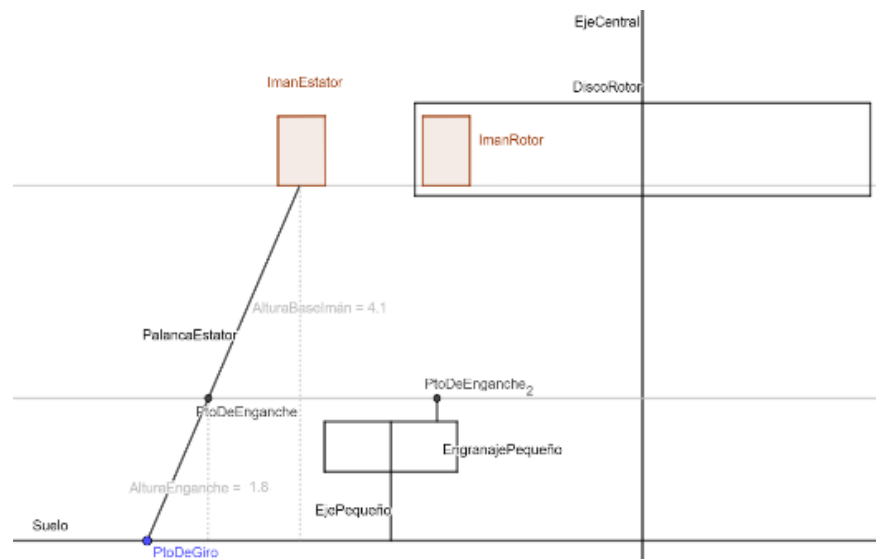 EjeCentral
ImanEstator
DiscoRotor
ImanRotor
AlturaBaseImán = 4.1
PalancaEstator
PtoDeEnganche₂
PtoDeEnganche
EngranajePequeño
AlturaEnganche = 1.8
EjePequeño
Suelo
PtoDeGiro